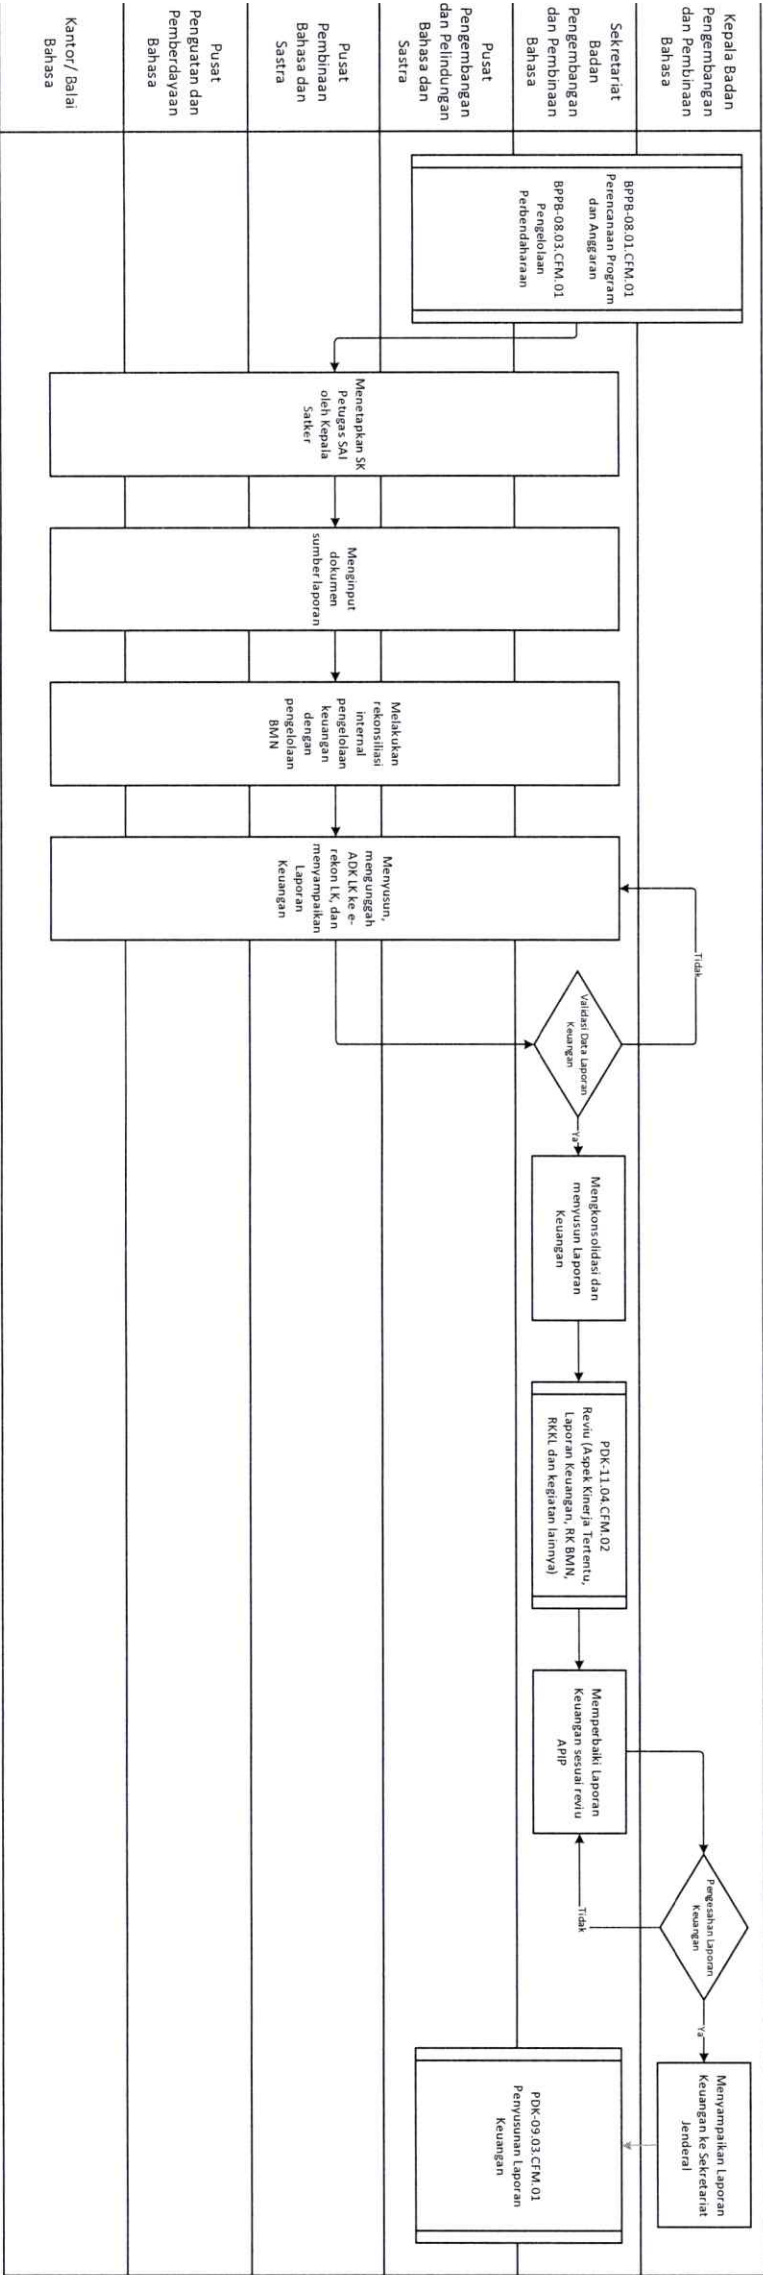 Kepala Badan
Pengembangan
dan Pembinaan
Bahasa
Sekretariat
Badan
Pengembangan
dan Pembinaan
Bahasa
Pusat
Pengembangan
dan Pelindungan
Bahasa dan
Sastra
Pusat
Pembinaan
Bahasa dan
Sastra
Pusat
Penguatan dan
Pemberdayaan
Bahasa
Kantor/ Balai
Bahasa
BPPB-08.01.CFM.01
Perencanaan Program
dan Anggaran
BPPB-08.03.CFM.01
Pengelolaan
Perbendaharaan
Menetapkan SK
Petugas SAI
oleh Kepala
Satker
Menginput
dokumen
sumber laporan
Melakukan
rekonsiliasi
internal
pengelolaan
keuangan
dengan
pengelolaan
BMN
Menyusun,
mengunggah
ADK LK ke e-
rekon LK, dan
menyampaikan
Laporan
Keuangan
Tidak
Validasi Data Laporan
Keuangan
Ya
Mengkonsolidasi dan
menyusun Laporan
Keuangan
PDK-11.04.CFM.02
Reviu (Aspek Kinerja Tertentu,
Laporan Keuangan, RK BMN,
RKKL dan kegiatan lainnya)
Memperbaiki Laporan
Keuangan sesuai reviu
APIP
Pengesahan Laporan
Keuangan
Tidak
Ya
Menyampaikan Laporan
Keuangan ke Sekretariat
Jenderal
PDK-09.03.CFM.01
Penyusunan Laporan
Keuangan